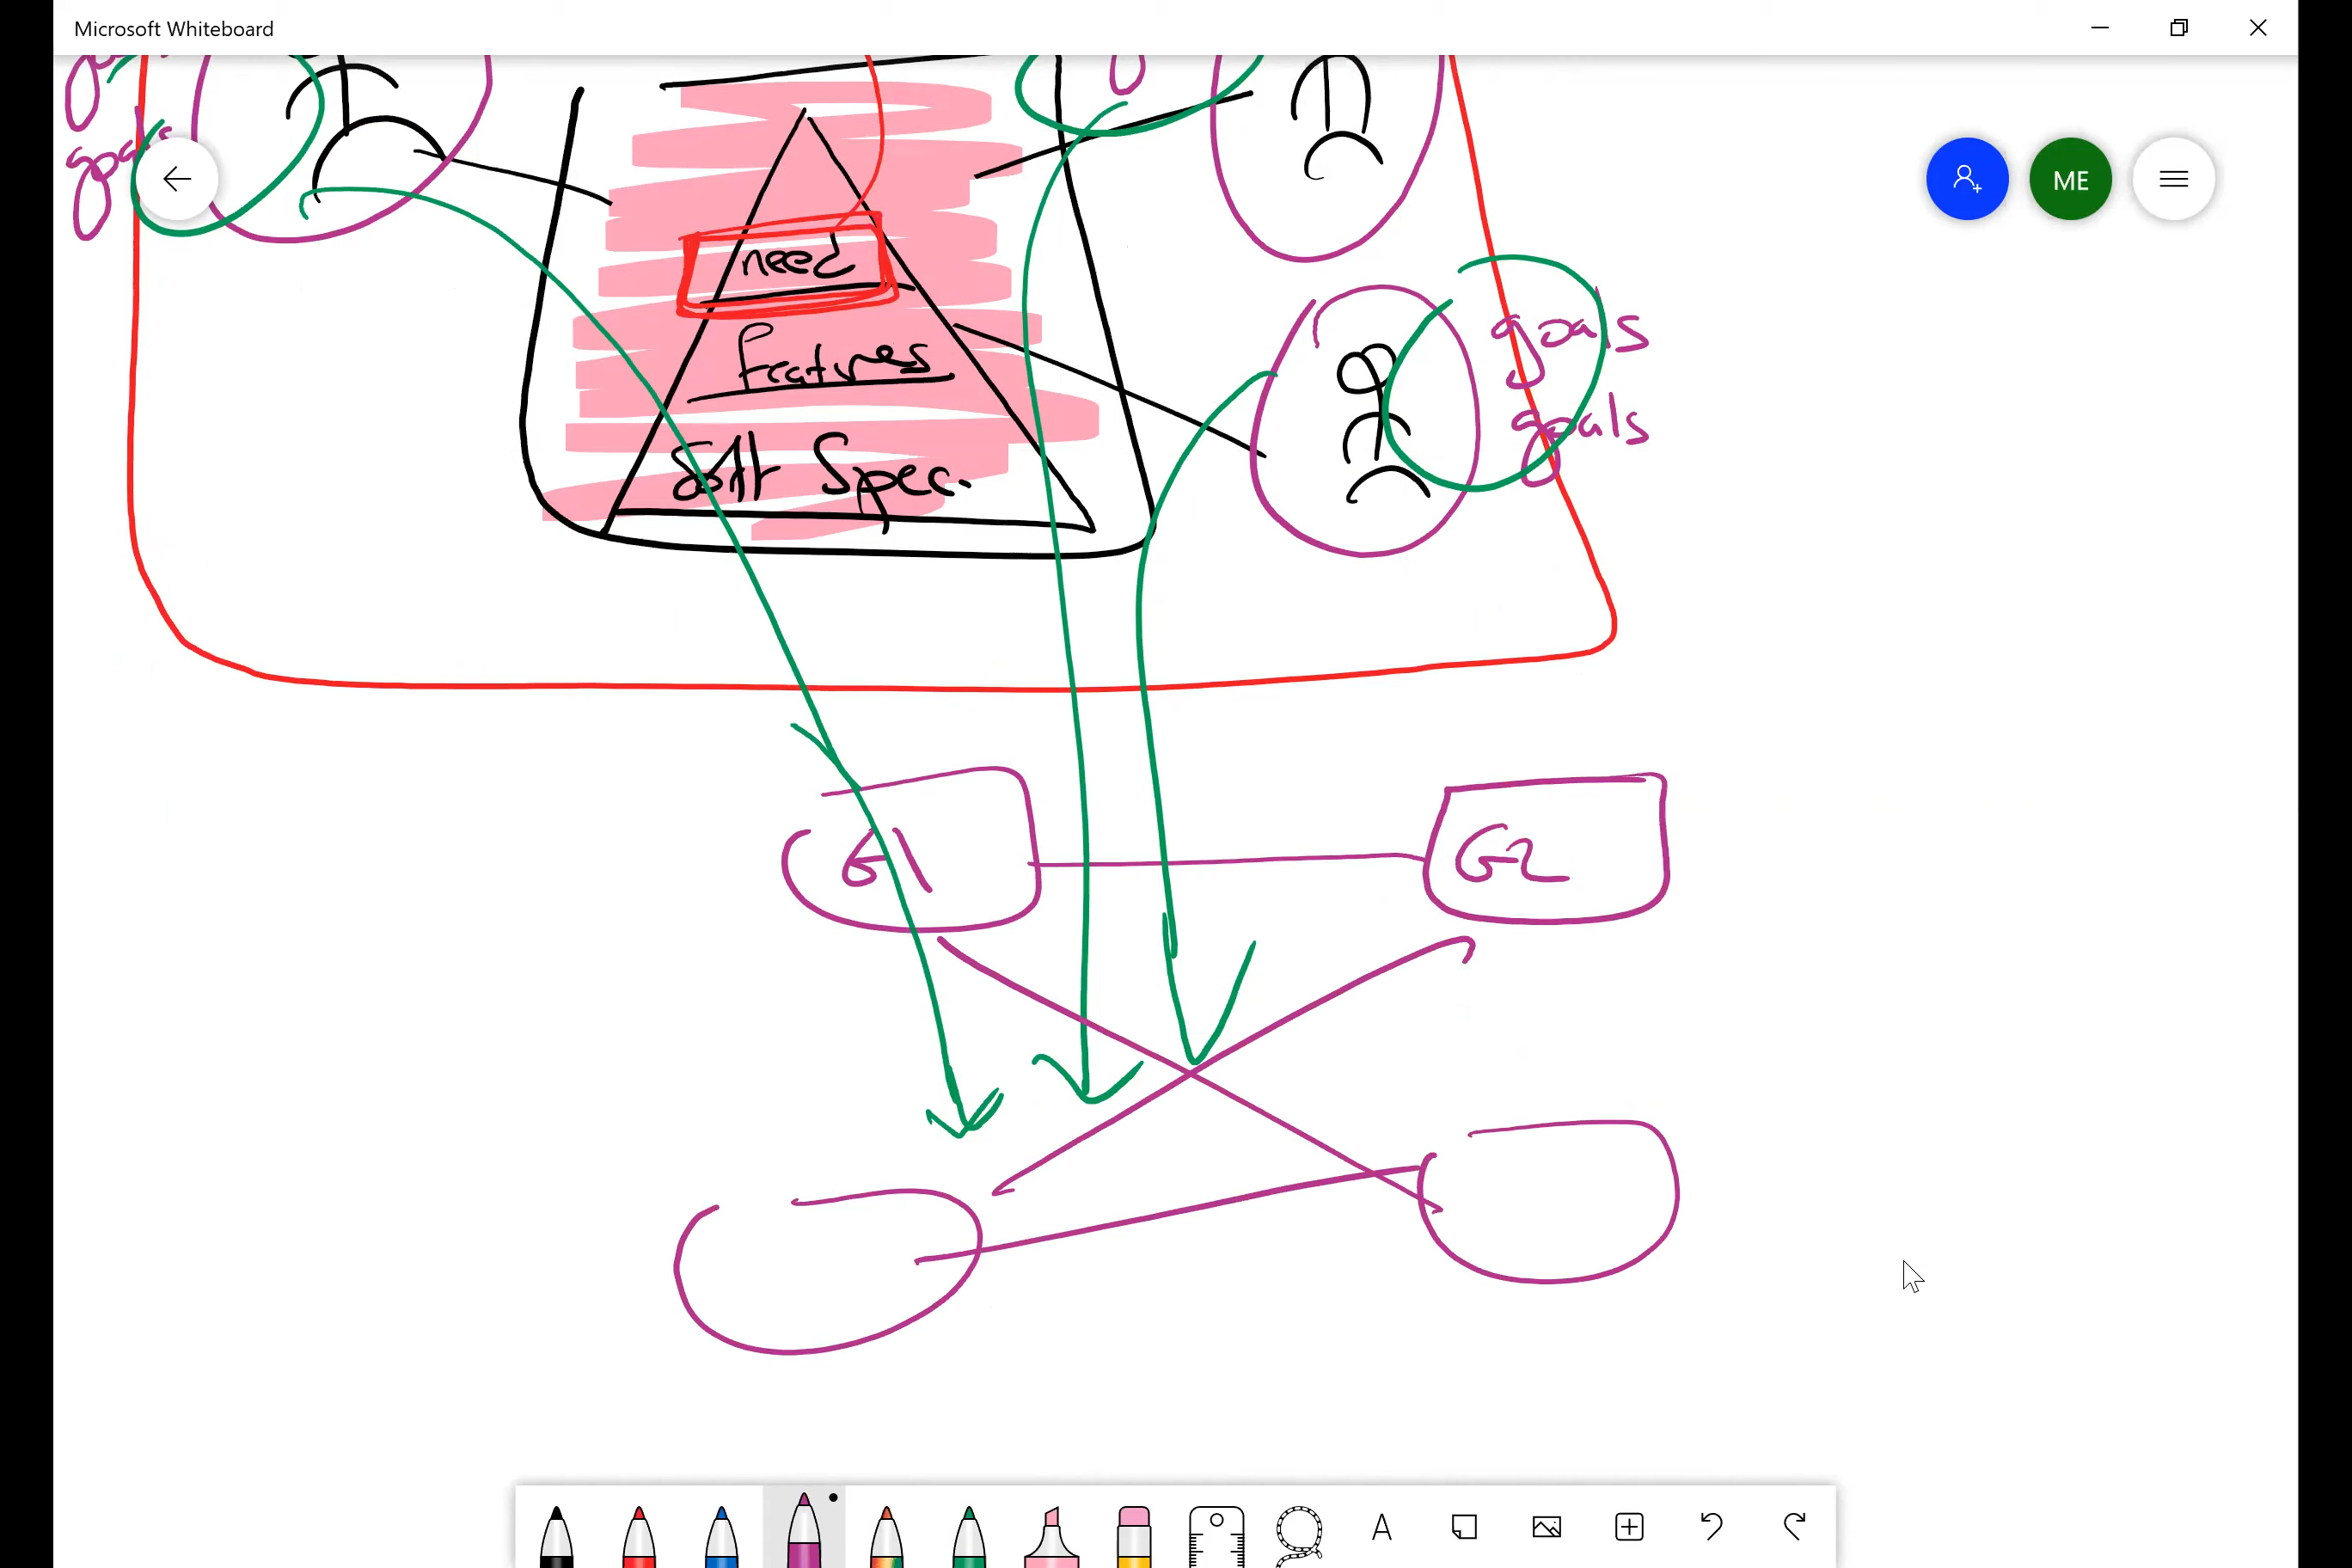 Microsoft Whiteboard
ME
need
features
goals
goals
Soft Spec.
G1
G2
A